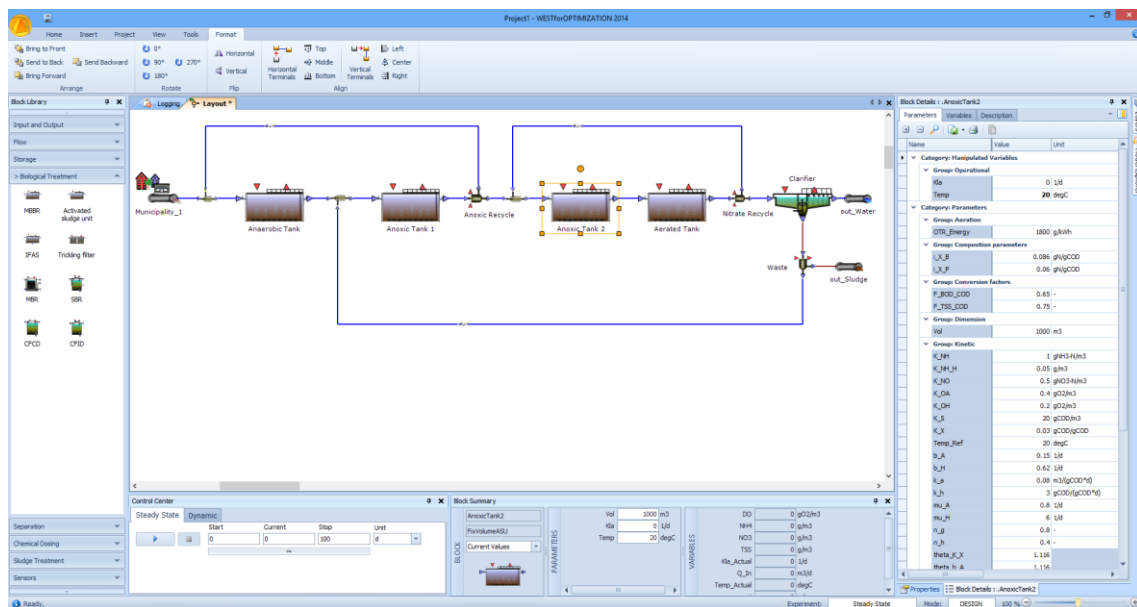 Project1 - WESTforOPTIMIZATION 2014
Home Insert Project View Tools Format
Bring to Front
Send to Back Send Backward
Bring Forward
Arrange
0°
90° 270°
180°
Rotate
Horizontal
Vertical
Flip
Horizontal Terminals
Top
Middle
Bottom
Vertical Terminals
Left
Center
Right
Align
Block Library
Input and Output
Flow
Storage
> Biological Treatment
MBBR
Activated sludge unit
IFAS
Trickling filter
MBR
SBR
CFCD
CFID
Separation
Chemical Dosing
Sludge Treatment
Sensors
Logging Layout *
Municipality_1
Anaerobic Tank
Anoxic Tank 1
Anoxic Recycle
Anoxic Tank 2
Aerated Tank
Nitrate Recycle
Clarifier
out_Water
Waste
out_Sludge
Control Center
Steady State Dynamic
Start Current Stop Unit
0 0 100 d
Block Summary
BLOCK
AnoxicTank2
FixVolumeASU
Current Values
PARAMETERS
Vol 1000 m3
Kla 0 1/d
Temp 20 degC
VARIABLES
DO 0 gO2/m3
NH4 0 g/m3
NO3 0 g/m3
TSS 0 g/m3
Kla_Actual 0 1/d
Q_In 0 m3/d
Temp_Actual 0 degC
Block Details : .AnoxicTank2
Parameters Variables Description
Name Value Unit
Category: Manipulated Variables
Group: Operational
Kla 0 1/d
Temp 20 degC
Category: Parameters
Group: Aeration
OTR_Energy 1800 g/kWh
Group: Composition parameters
i_X_B 0.086 gN/gCOD
i_X_P 0.06 gN/gCOD
Group: Conversion factors
F_BOD_COD 0.65 -
F_TSS_COD 0.75 -
Group: Dimension
Vol 1000 m3
Group: Kinetic
K_NH 1 gNH3-N/m3
K_NH_H 0.05 g/m3
K_NO 0.5 gNO3-N/m3
K_OA 0.4 gO2/m3
K_OH 0.2 gO2/m3
K_S 20 gCOD/m3
K_X 0.03 gCOD/gCOD
Temp_Ref 20 degC
b_A 0.15 1/d
b_H 0.62 1/d
k_a 0.08 m3/(gCOD*d)
k_h 3 gCOD/(gCOD*d)
mu_A 0.8 1/d
mu_H 6 1/d
n_g 0.8 -
n_h 0.4 -
theta_K_X 1.116
theta_b_A 1.116
Properties Block Details : .AnoxicTank2
Ready.
Experiment: Steady State Mode: DESIGN 100 %